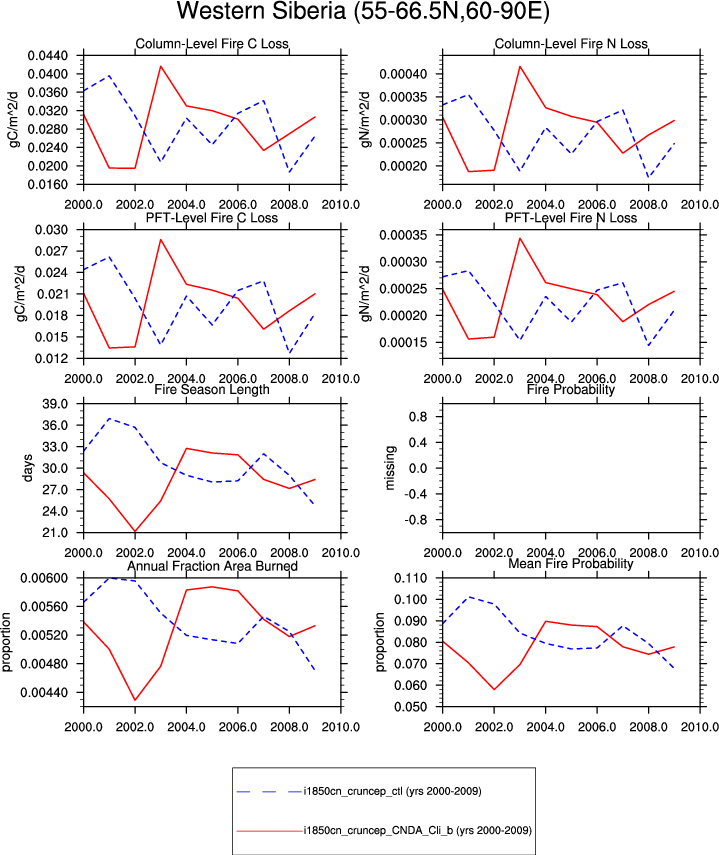 Western Siberia (55-66.5N,60-90E)
Column-Level Fire C Loss
gC/m^2/d
0.0440
0.0400
0.0360
0.0320
0.0280
0.0240
0.0200
0.0160
2000.0 2002.0 2004.0 2006.0 2008.0 2010.0
Column-Level Fire N Loss
gN/m^2/d
0.00040
0.00035
0.00030
0.00025
0.00020
2000.0 2002.0 2004.0 2006.0 2008.0 2010.0
PFT-Level Fire C Loss
gC/m^2/d
0.030
0.027
0.024
0.021
0.018
0.015
0.012
2000.0 2002.0 2004.0 2006.0 2008.0 2010.0
PFT-Level Fire N Loss
gN/m^2/d
0.00035
0.00030
0.00025
0.00020
0.00015
2000.0 2002.0 2004.0 2006.0 2008.0 2010.0
Fire Season Length
days
39.0
36.0
33.0
30.0
27.0
24.0
21.0
2000.0 2002.0 2004.0 2006.0 2008.0 2010.0
Fire Probability
missing
0.8
0.4
0.0
-0.4
-0.8
2000.0 2002.0 2004.0 2006.0 2008.0 2010.0
Annual Fraction Area Burned
proportion
0.00600
0.00560
0.00520
0.00480
0.00440
2000.0 2002.0 2004.0 2006.0 2008.0 2010.0
Mean Fire Probability
proportion
0.110
0.100
0.090
0.080
0.070
0.060
0.050
2000.0 2002.0 2004.0 2006.0 2008.0 2010.0
i1850cn_cruncep_ctl (yrs 2000-2009)
i1850cn_cruncep_CNDA_Cli_b (yrs 2000-2009)